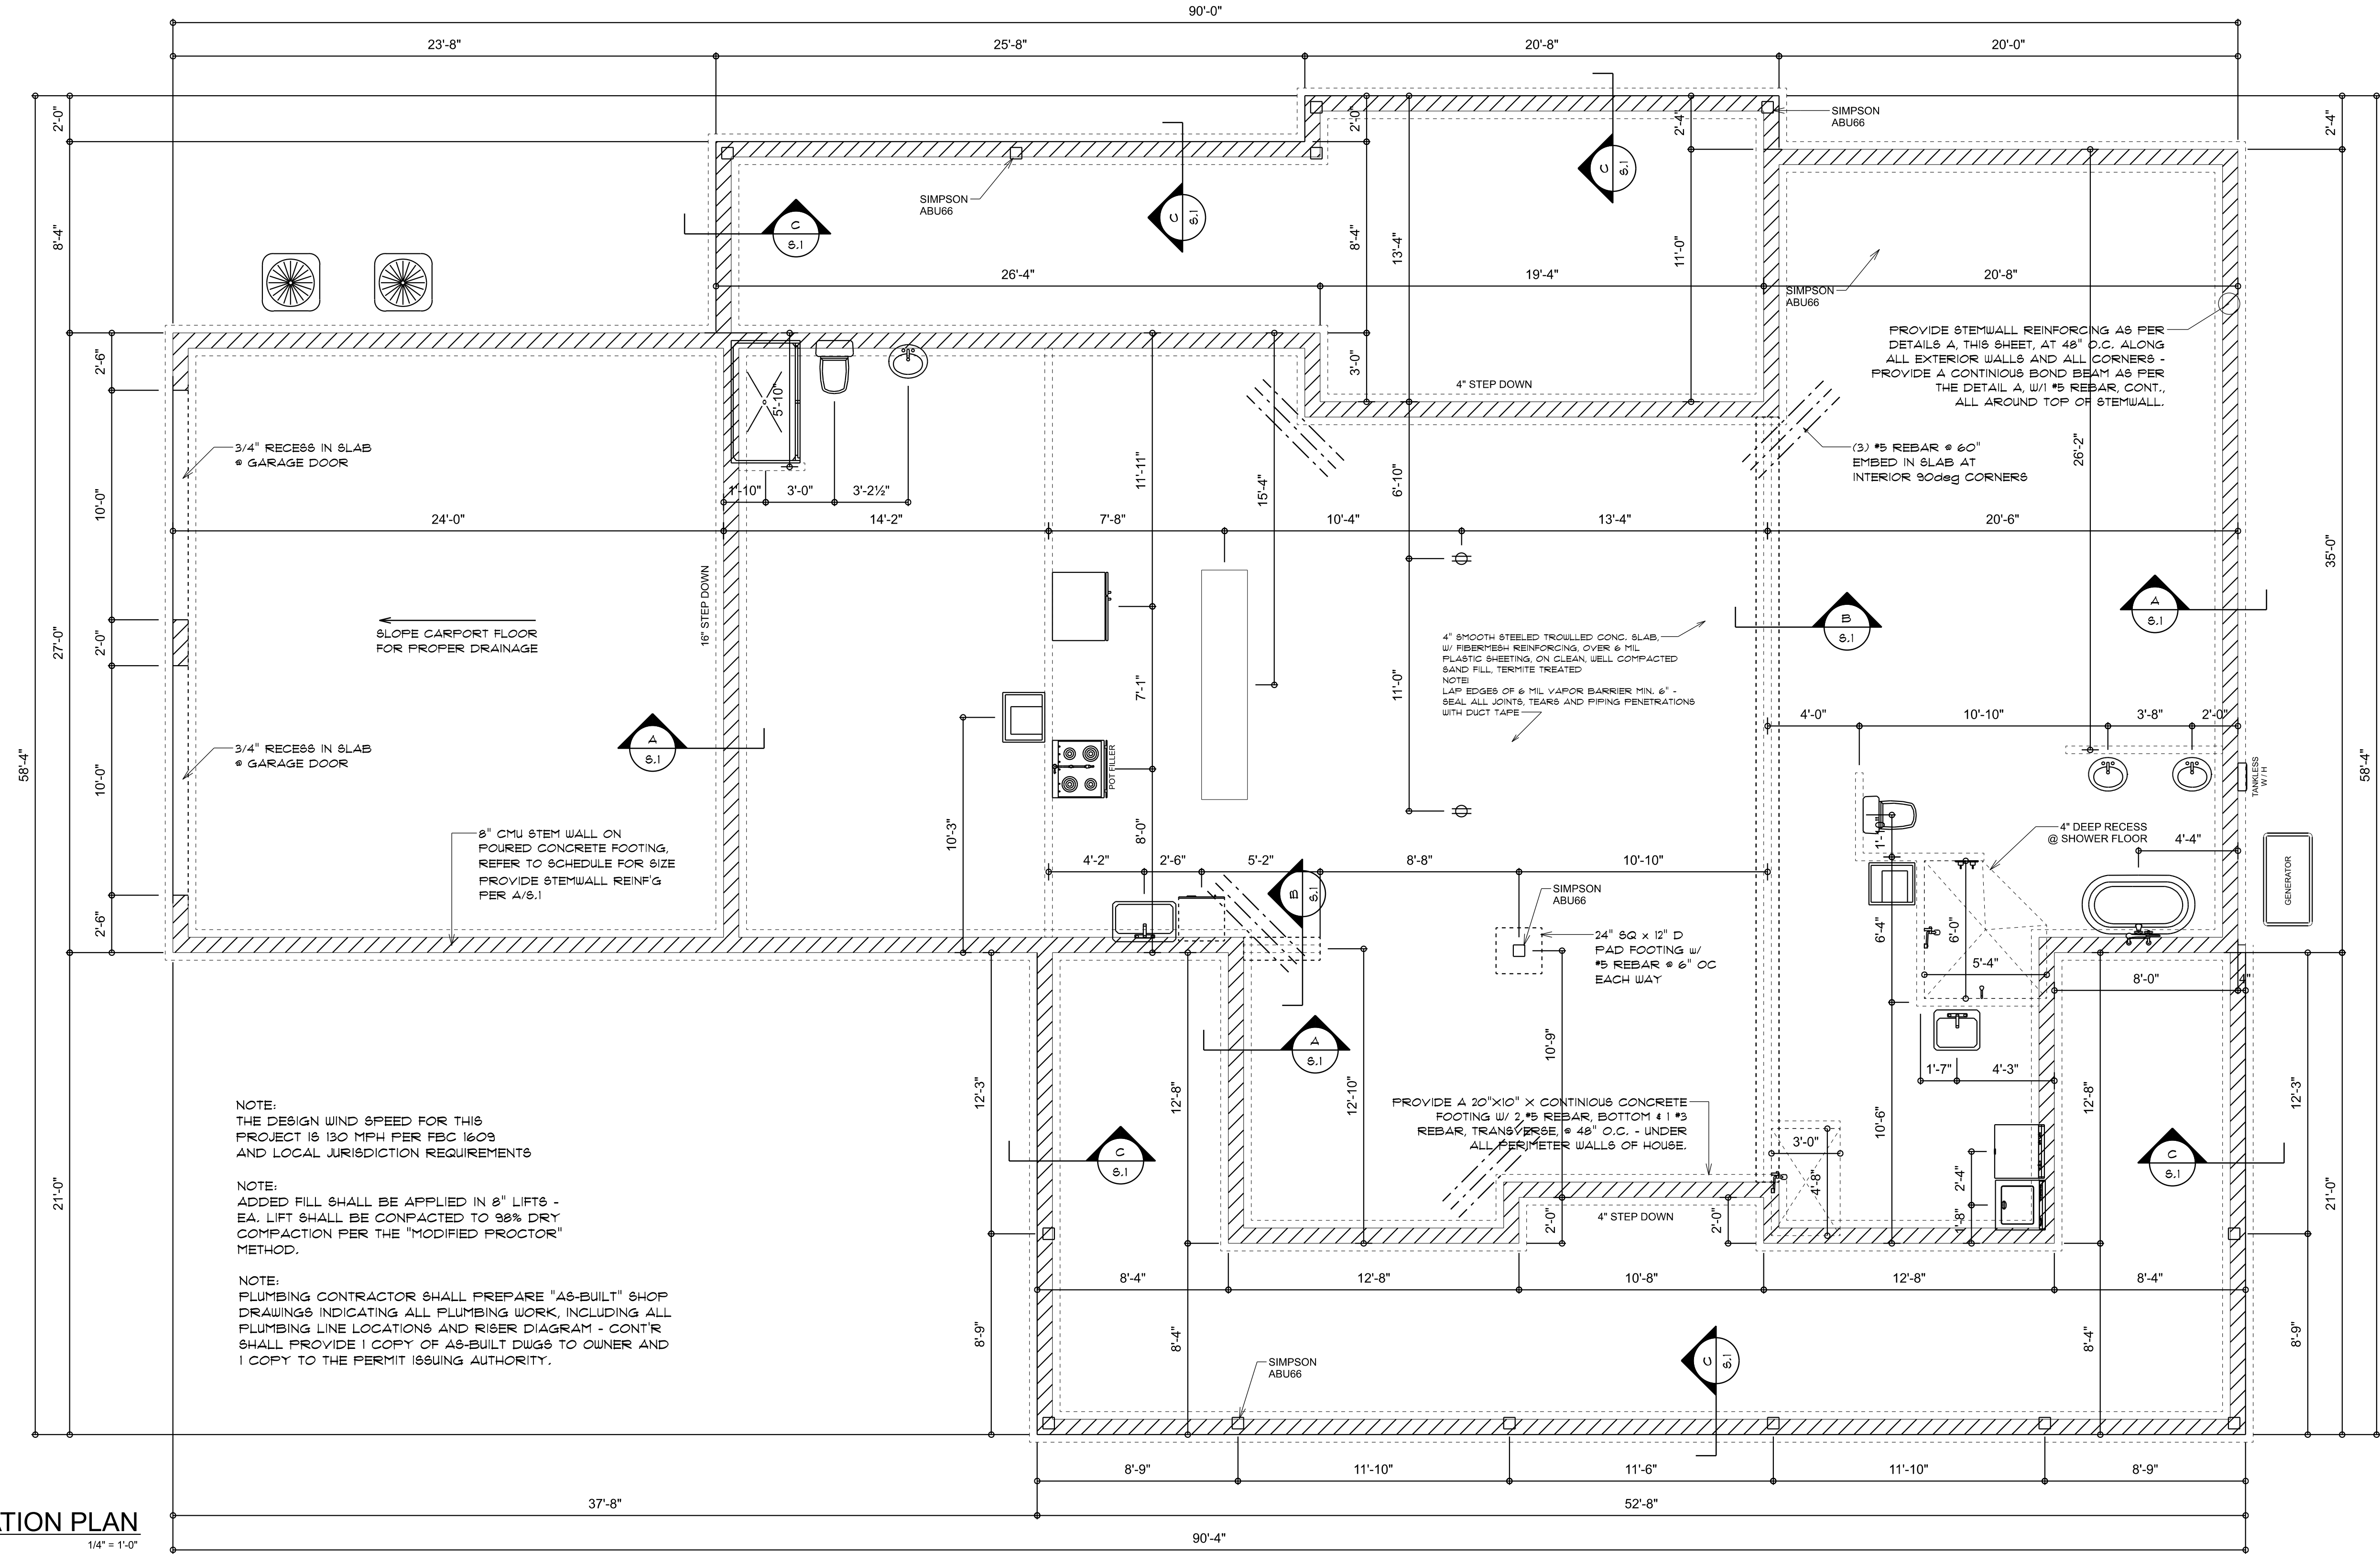 90'-0"
23'-8"
25'-8"
20'-8"
20'-0"
2'-0"
8'-4"
2'-0"
2'-4"
2'-4"
SIMPSON
ABU66
SIMPSON
ABU66
C
S.1
C
S.1
C
S.1
8'-4"
13'-4"
11'-0"
26'-4"
19'-4"
20'-8"
SIMPSON
ABU66
PROVIDE STEMWALL REINFORCING AS PER
DETAILS A, THIS SHEET, AT 48" O.C. ALONG
ALL EXTERIOR WALLS AND ALL CORNERS -
PROVIDE A CONTINIOUS BOND BEAM AS PER
THE DETAIL A, W/1 #5 REBAR, CONT.,
ALL AROUND TOP OF STEMWALL.
3'-0"
4" STEP DOWN
2'-6"
5'-10"
3/4" RECESS IN SLAB
@ GARAGE DOOR
(3) #5 REBAR @ 60"
EMBED IN SLAB AT
INTERIOR 90deg CORNERS
26'-2"
11'-11"
15'-4"
6'-10"
10'-0"
1'-10"
3'-0"
3'-2½"
24'-0"
14'-2"
7'-8"
10'-4"
13'-4"
20'-6"
35'-0"
16" STEP DOWN
SLOPE CARPORT FLOOR
FOR PROPER DRAINAGE
27'-0"
2'-0"
B
S.1
A
S.1
4" SMOOTH STEELED TROWLLED CONC. SLAB,
W/ FIBERMESH REINFORCING, OVER 6 MIL
PLASTIC SHEETING, ON CLEAN, WELL COMPACTED
SAND FILL, TERMITE TREATED
NOTE:
LAP EDGES OF 6 MIL VAPOR BARRIER MIN. 6" -
SEAL ALL JOINTS, TEARS AND PIPING PENETRATIONS
WITH DUCT TAPE
7'-1"
11'-0"
4'-0"
10'-10"
3'-8"
2'-0"
58'-4"
58'-4"
3/4" RECESS IN SLAB
@ GARAGE DOOR
A
S.1
POT FILLER
TANKLESS
W / H
10'-0"
8" CMU STEM WALL ON
POURED CONCRETE FOOTING,
REFER TO SCHEDULE FOR SIZE
PROVIDE STEMWALL REINF'G
PER A/S.1
10'-3"
8'-0"
4'-2"
2'-6"
5'-2"
8'-8"
10'-10"
4" DEEP RECESS
@ SHOWER FLOOR
4'-4"
GENERATOR
B
S.1
SIMPSON
ABU66
2'-6"
24" SQ x 12" D
PAD FOOTING W/
#5 REBAR @ 6" OC
EACH WAY
6'-4"
6'-0"
5'-4"
8'-0"
4"
A
S.1
10'-9"
12'-3"
12'-8"
12'-10"
1'-7"
4'-3"
12'-8"
12'-3"
NOTE:
THE DESIGN WIND SPEED FOR THIS
PROJECT IS 130 MPH PER FBC 1609
AND LOCAL JURISDICTION REQUIREMENTS
PROVIDE A 20"X10" X CONTINIOUS CONCRETE
FOOTING W/ 2 #5 REBAR, BOTTOM & 1 #3
REBAR, TRANSVERSE, @ 48" O.C. - UNDER
ALL PERIMETER WALLS OF HOUSE.
10'-6"
3'-0"
4'-8"
2'-4"
1'-8"
C
S.1
C
S.1
21'-0"
21'-0"
NOTE:
ADDED FILL SHALL BE APPLIED IN 8" LIFTS -
EA. LIFT SHALL BE CONPACTED TO 98% DRY
COMPACTION PER THE "MODIFIED PROCTOR"
METHOD.
2'-0"
4" STEP DOWN
2'-0"
8'-4"
12'-8"
10'-8"
12'-8"
8'-4"
NOTE:
PLUMBING CONTRACTOR SHALL PREPARE "AS-BUILT" SHOP
DRAWINGS INDICATING ALL PLUMBING WORK, INCLUDING ALL
PLUMBING LINE LOCATIONS AND RISER DIAGRAM - CONT'R
SHALL PROVIDE 1 COPY OF AS-BUILT DWGS TO OWNER AND
1 COPY TO THE PERMIT ISSUING AUTHORITY.
8'-9"
8'-4"
8'-4"
8'-9"
SIMPSON
ABU66
C
S.1
8'-9"
11'-10"
11'-6"
11'-10"
8'-9"
37'-8"
52'-8"
90'-4"
ATION PLAN
1/4" = 1'-0"